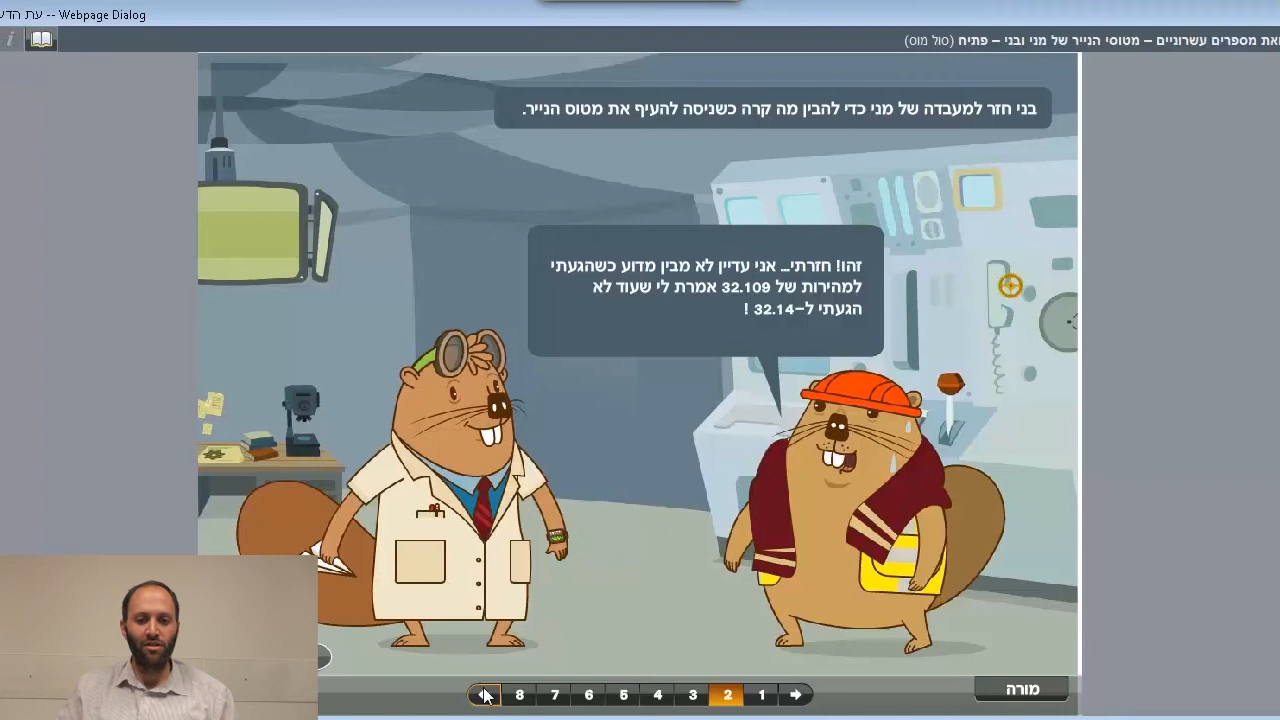 עת הדע -- Webpage Dialog
ואת מספרים עשרוניים – מטוסי הנייר של מני ובני – פתיח (סול מוס)
בני חזר למעבדה של מני כדי להבין מה קרה כשניסה להעיף את מטוס הנייר.
זהו! חזרתי... אני עדיין לא מבין מדוע כשהגעתי
למהירות של 32.109 אמרת לי שעוד לא
הגעתי ל-32.14 !
8 7 6 5 4 3 2 1
מורה